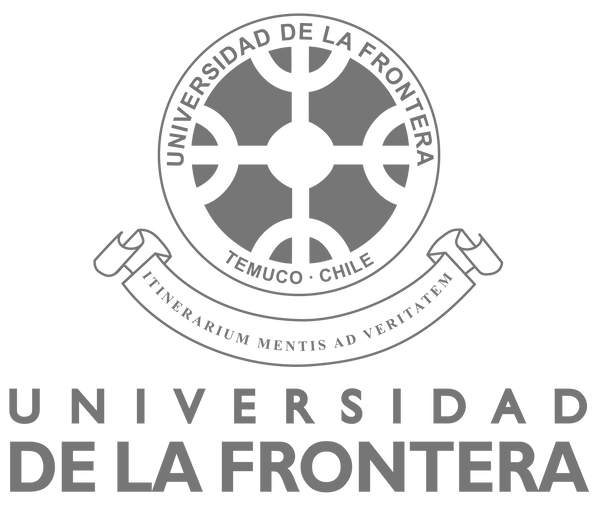 UNIVERSIDAD DE LA FRONTERA
TEMUCO · CHILE
ITINERARIUM MENTIS AD VERITATEM
UNIVERSIDAD
DE LA FRONTERA